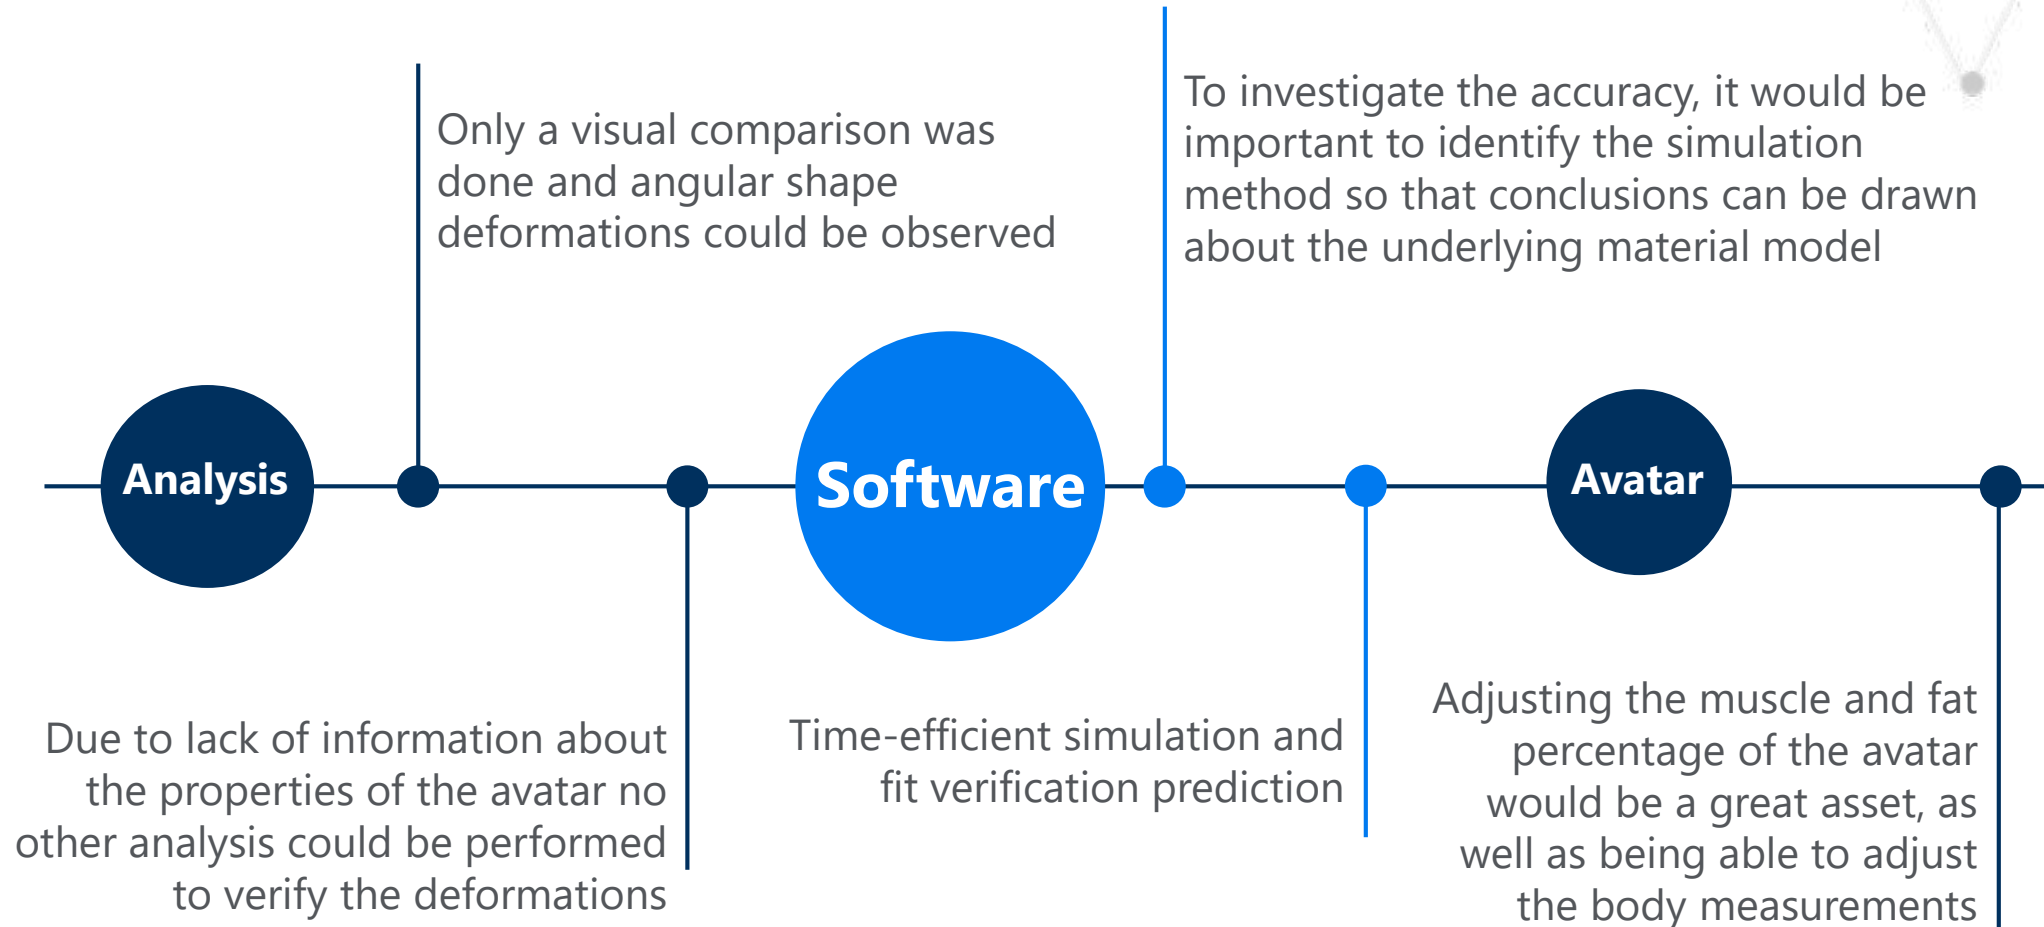 Analysis
Only a visual comparison was
done and angular shape
deformations could be observed
Due to lack of information about
the properties of the avatar no
other analysis could be performed
to verify the deformations
Software
To investigate the accuracy, it would be
important to identify the simulation
method so that conclusions can be drawn
about the underlying material model
Time-efficient simulation and
fit verification prediction
Avatar
Adjusting the muscle and fat
percentage of the avatar
would be a great asset, as
well as being able to adjust
the body measurements